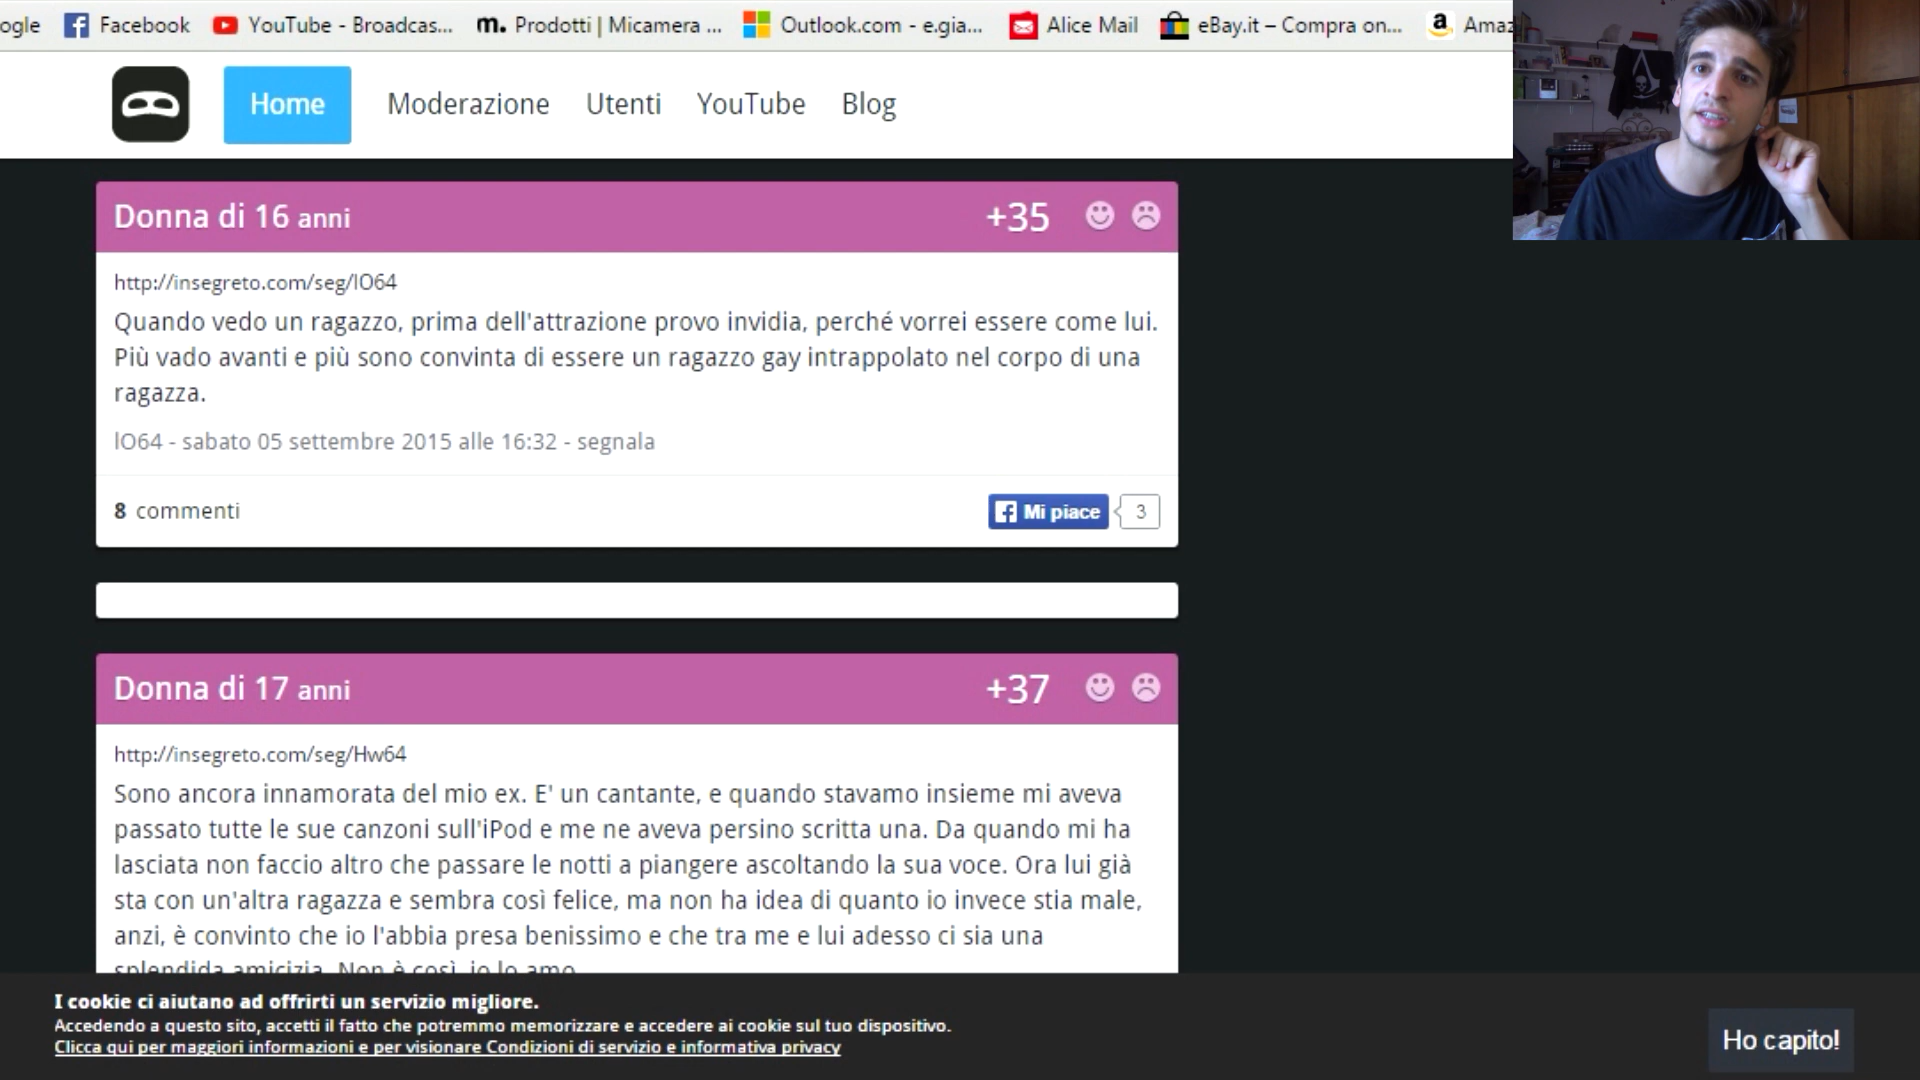 ogle Facebook YouTube - Broadcas... m. Prodotti | Micamera ... Outlook.com - e.gia... Alice Mail eBay.it – Compra on... a Amaz
Home Moderazione Utenti YouTube Blog
Donna di 16 anni +35
http://insegreto.com/seg/lO64
Quando vedo un ragazzo, prima dell'attrazione provo invidia, perché vorrei essere come lui.
Più vado avanti e più sono convinta di essere un ragazzo gay intrappolato nel corpo di una
ragazza.
lO64 - sabato 05 settembre 2015 alle 16:32 - segnala
8 commenti Mi piace 3
Donna di 17 anni +37
http://insegreto.com/seg/Hw64
Sono ancora innamorata del mio ex. E' un cantante, e quando stavamo insieme mi aveva
passato tutte le sue canzoni sull'iPod e me ne aveva persino scritta una. Da quando mi ha
lasciata non faccio altro che passare le notti a piangere ascoltando la sua voce. Ora lui già
sta con un'altra ragazza e sembra così felice, ma non ha idea di quanto io invece stia male,
anzi, è convinto che io l'abbia presa benissimo e che tra me e lui adesso ci sia una
splendida amicizia. Non è così, io lo amo.
I cookie ci aiutano ad offrirti un servizio migliore.
Accedendo a questo sito, accetti il fatto che potremmo memorizzare e accedere ai cookie sul tuo dispositivo.
Clicca qui per maggiori informazioni e per visionare Condizioni di servizio e informativa privacy
Ho capito!